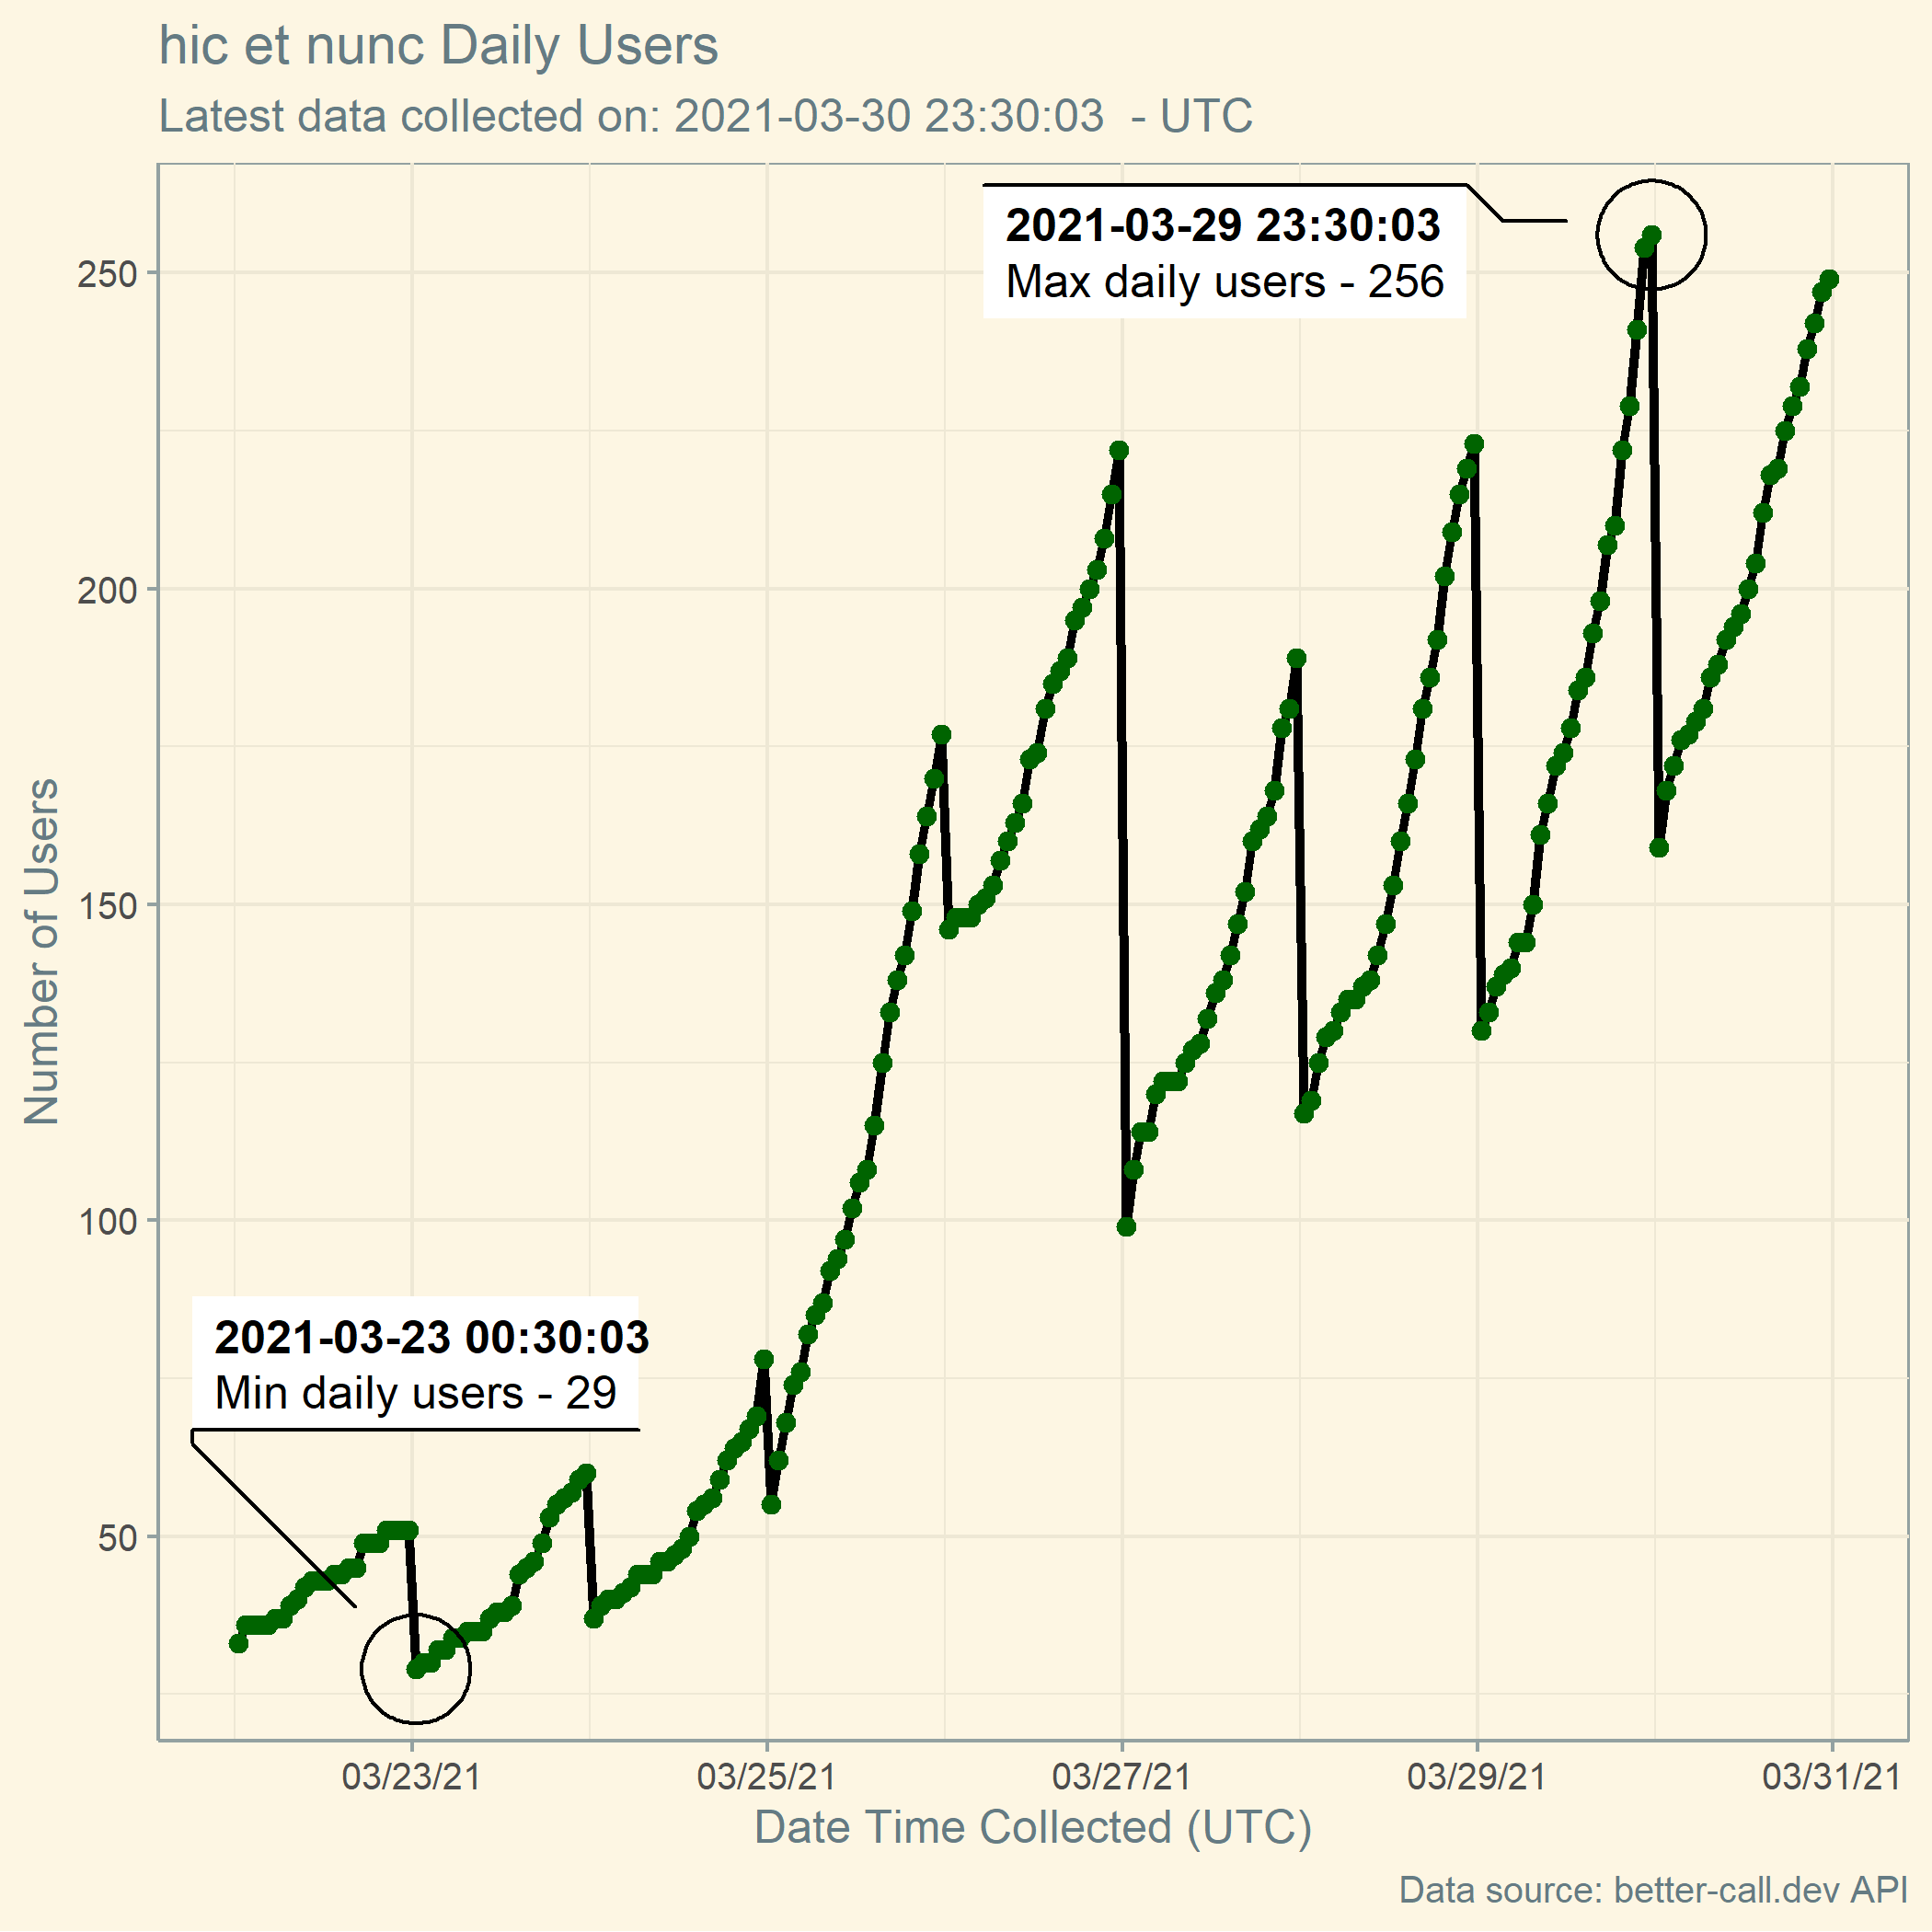 hic et nunc Daily Users
Latest data collected on: 2021-03-30 23:30:03  - UTC
2021-03-29 23:30:03
Max daily users - 256
250
200
150
100
50
Number of Users
2021-03-23 00:30:03
Min daily users - 29
03/23/21
03/25/21
03/27/21
03/29/21
03/31/21
Date Time Collected (UTC)
Data source: better-call.dev API